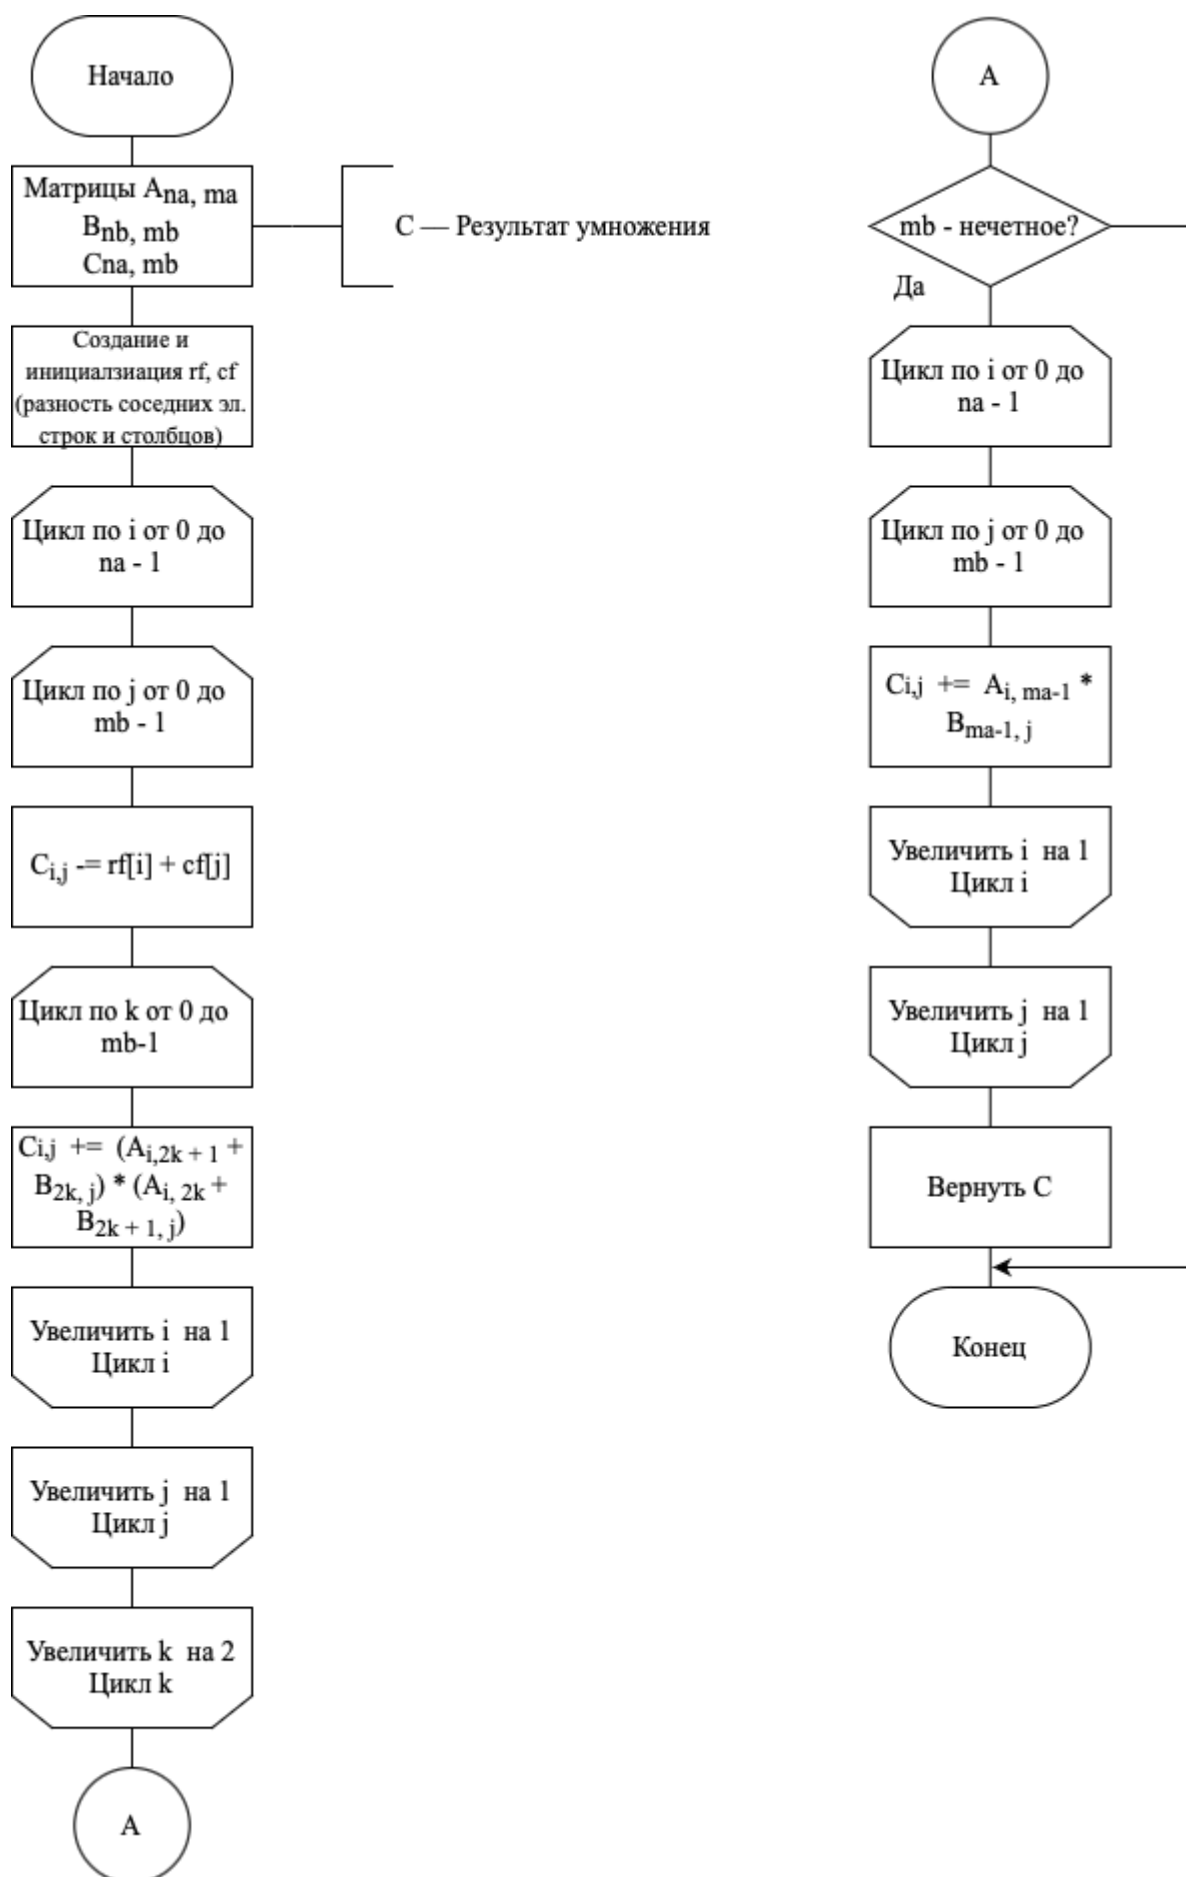 Начало
Матрицы Ana, ma
Bnb, mb
Cna, mb
С — Результат умножения
Создание и
инициалзиация rf, cf
(разность соседних эл.
строк и столбцов)
Цикл по i от 0 до
na - 1
Цикл по j от 0 до
mb - 1
Ci,j -= rf[i] + cf[j]
Цикл по k от 0 до
mb-1
Ci,j += (Ai,2k + 1 +
B2k, j) * (Ai, 2k +
B2k + 1, j)
Увеличить i на 1
Цикл i
Увеличить j на 1
Цикл j
Увеличить k на 2
Цикл k
A
A
mb - нечетное?
Да
Цикл по i от 0 до
na - 1
Цикл по j от 0 до
mb - 1
Ci,j += Ai, ma-1 *
Bma-1, j
Увеличить i на 1
Цикл i
Увеличить j на 1
Цикл j
Вернуть С
Конец